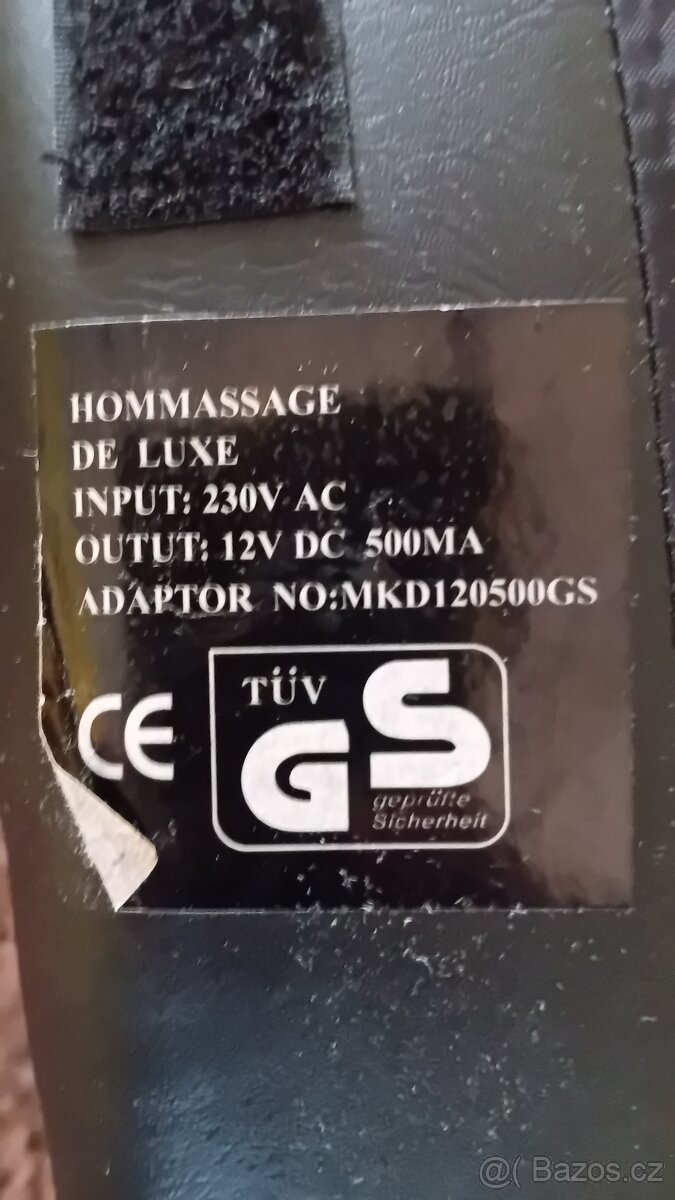 HOMMASSAGE
DE LUXE
INPUT: 230V AC
OUTUT: 12V DC 500MA
ADAPTOR NO:MKD120500GS
CE
TÜV
GS
geprüfte
Sicherheit
@( Bazos.cz